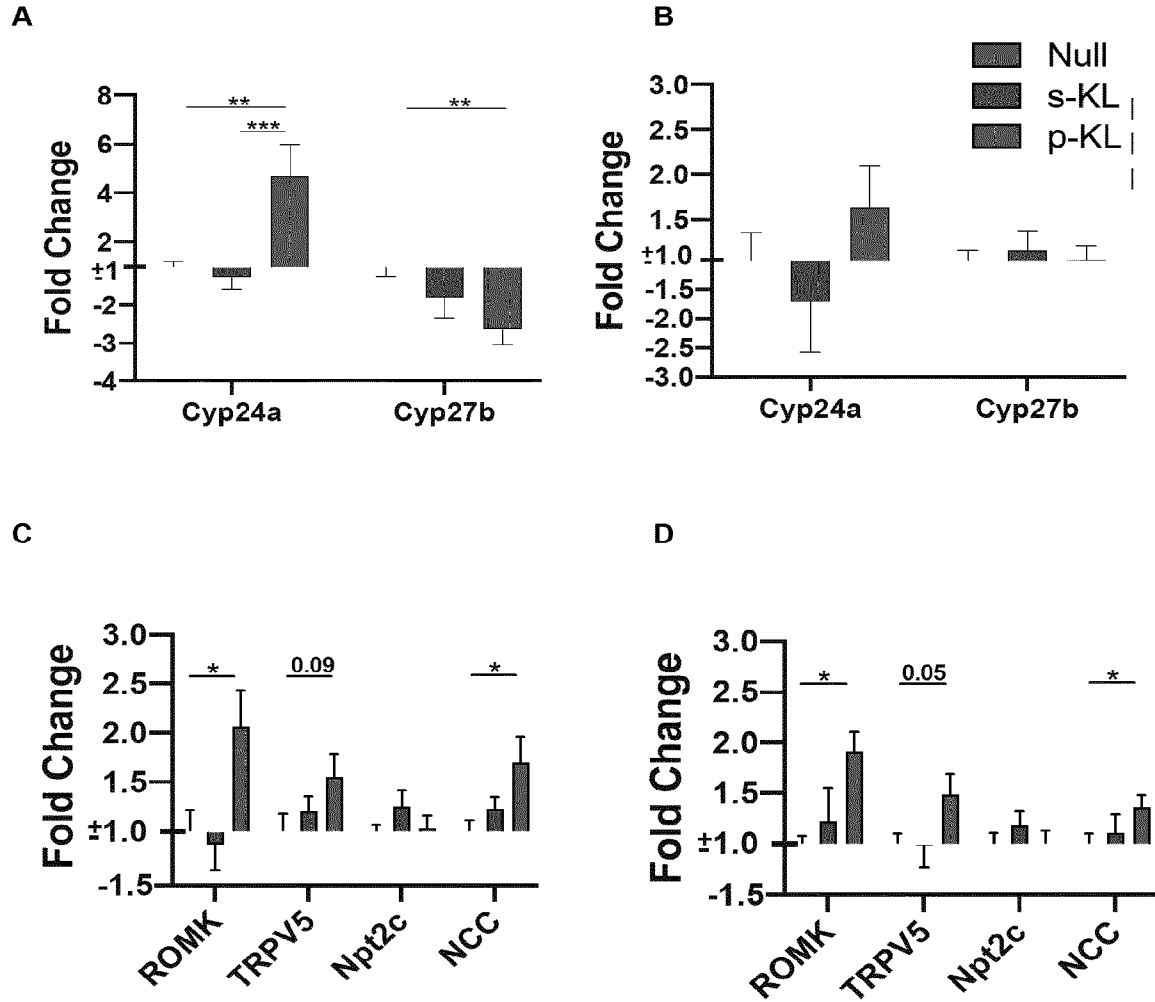 A
Fold Change
8
6
4
2
±1
-2
-3
-4
**
***
**
Cyp24a
Cyp27b
B
Null
s-KL
p-KL
Fold Change
3.0
2.5
2.0
1.5
±1.0
-1.5
-2.0
-2.5
-3.0
Cyp24a
Cyp27b
C
Fold Change
3.0
2.5
2.0
1.5
±1.0
-1.5
*
0.09
*
ROMK
TRPV5
Npt2c
NCC
D
Fold Change
3.0
2.5
2.0
1.5
±1.0
-1.5
*
0.05
*
ROMK
TRPV5
Npt2c
NCC